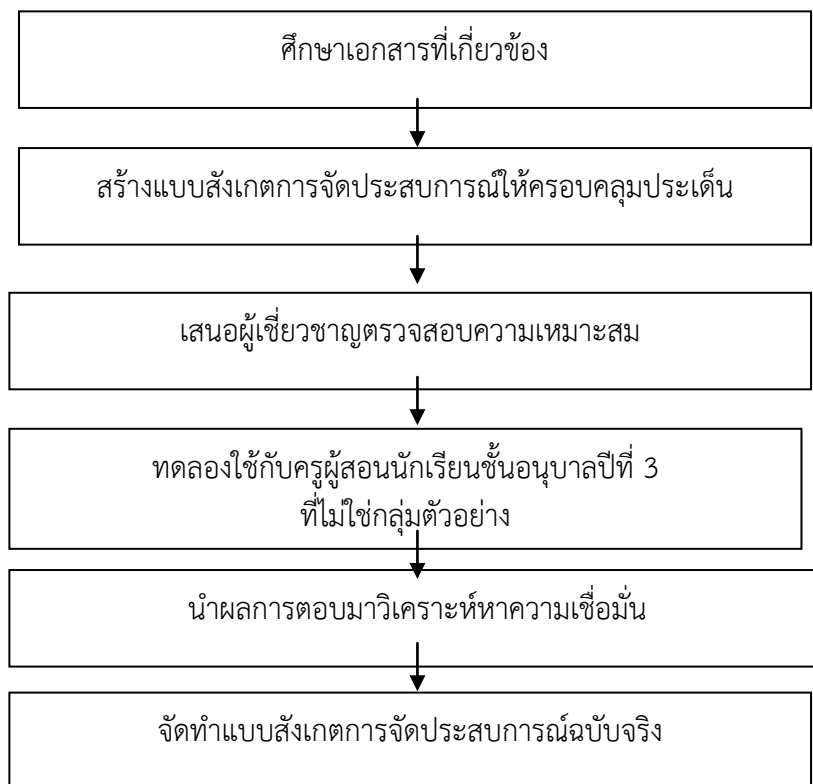 ศึกษาเอกสารที่เกี่ยวข้อง
สร้างแบบสังเกตการจัดประสบการณ์ให้ครอบคลุมประเด็น
เสนอผู้เชี่ยวชาญตรวจสอบความเหมาะสม
ทดลองใช้กับครูผู้สอนนักเรียนชั้นอนุบาลปีที่ 3
ที่ไม่ใช่กลุ่มตัวอย่าง
นำผลการตอบมาวิเคราะห์หาความเชื่อมั่น
จัดทำแบบสังเกตการจัดประสบการณ์ฉบับจริง